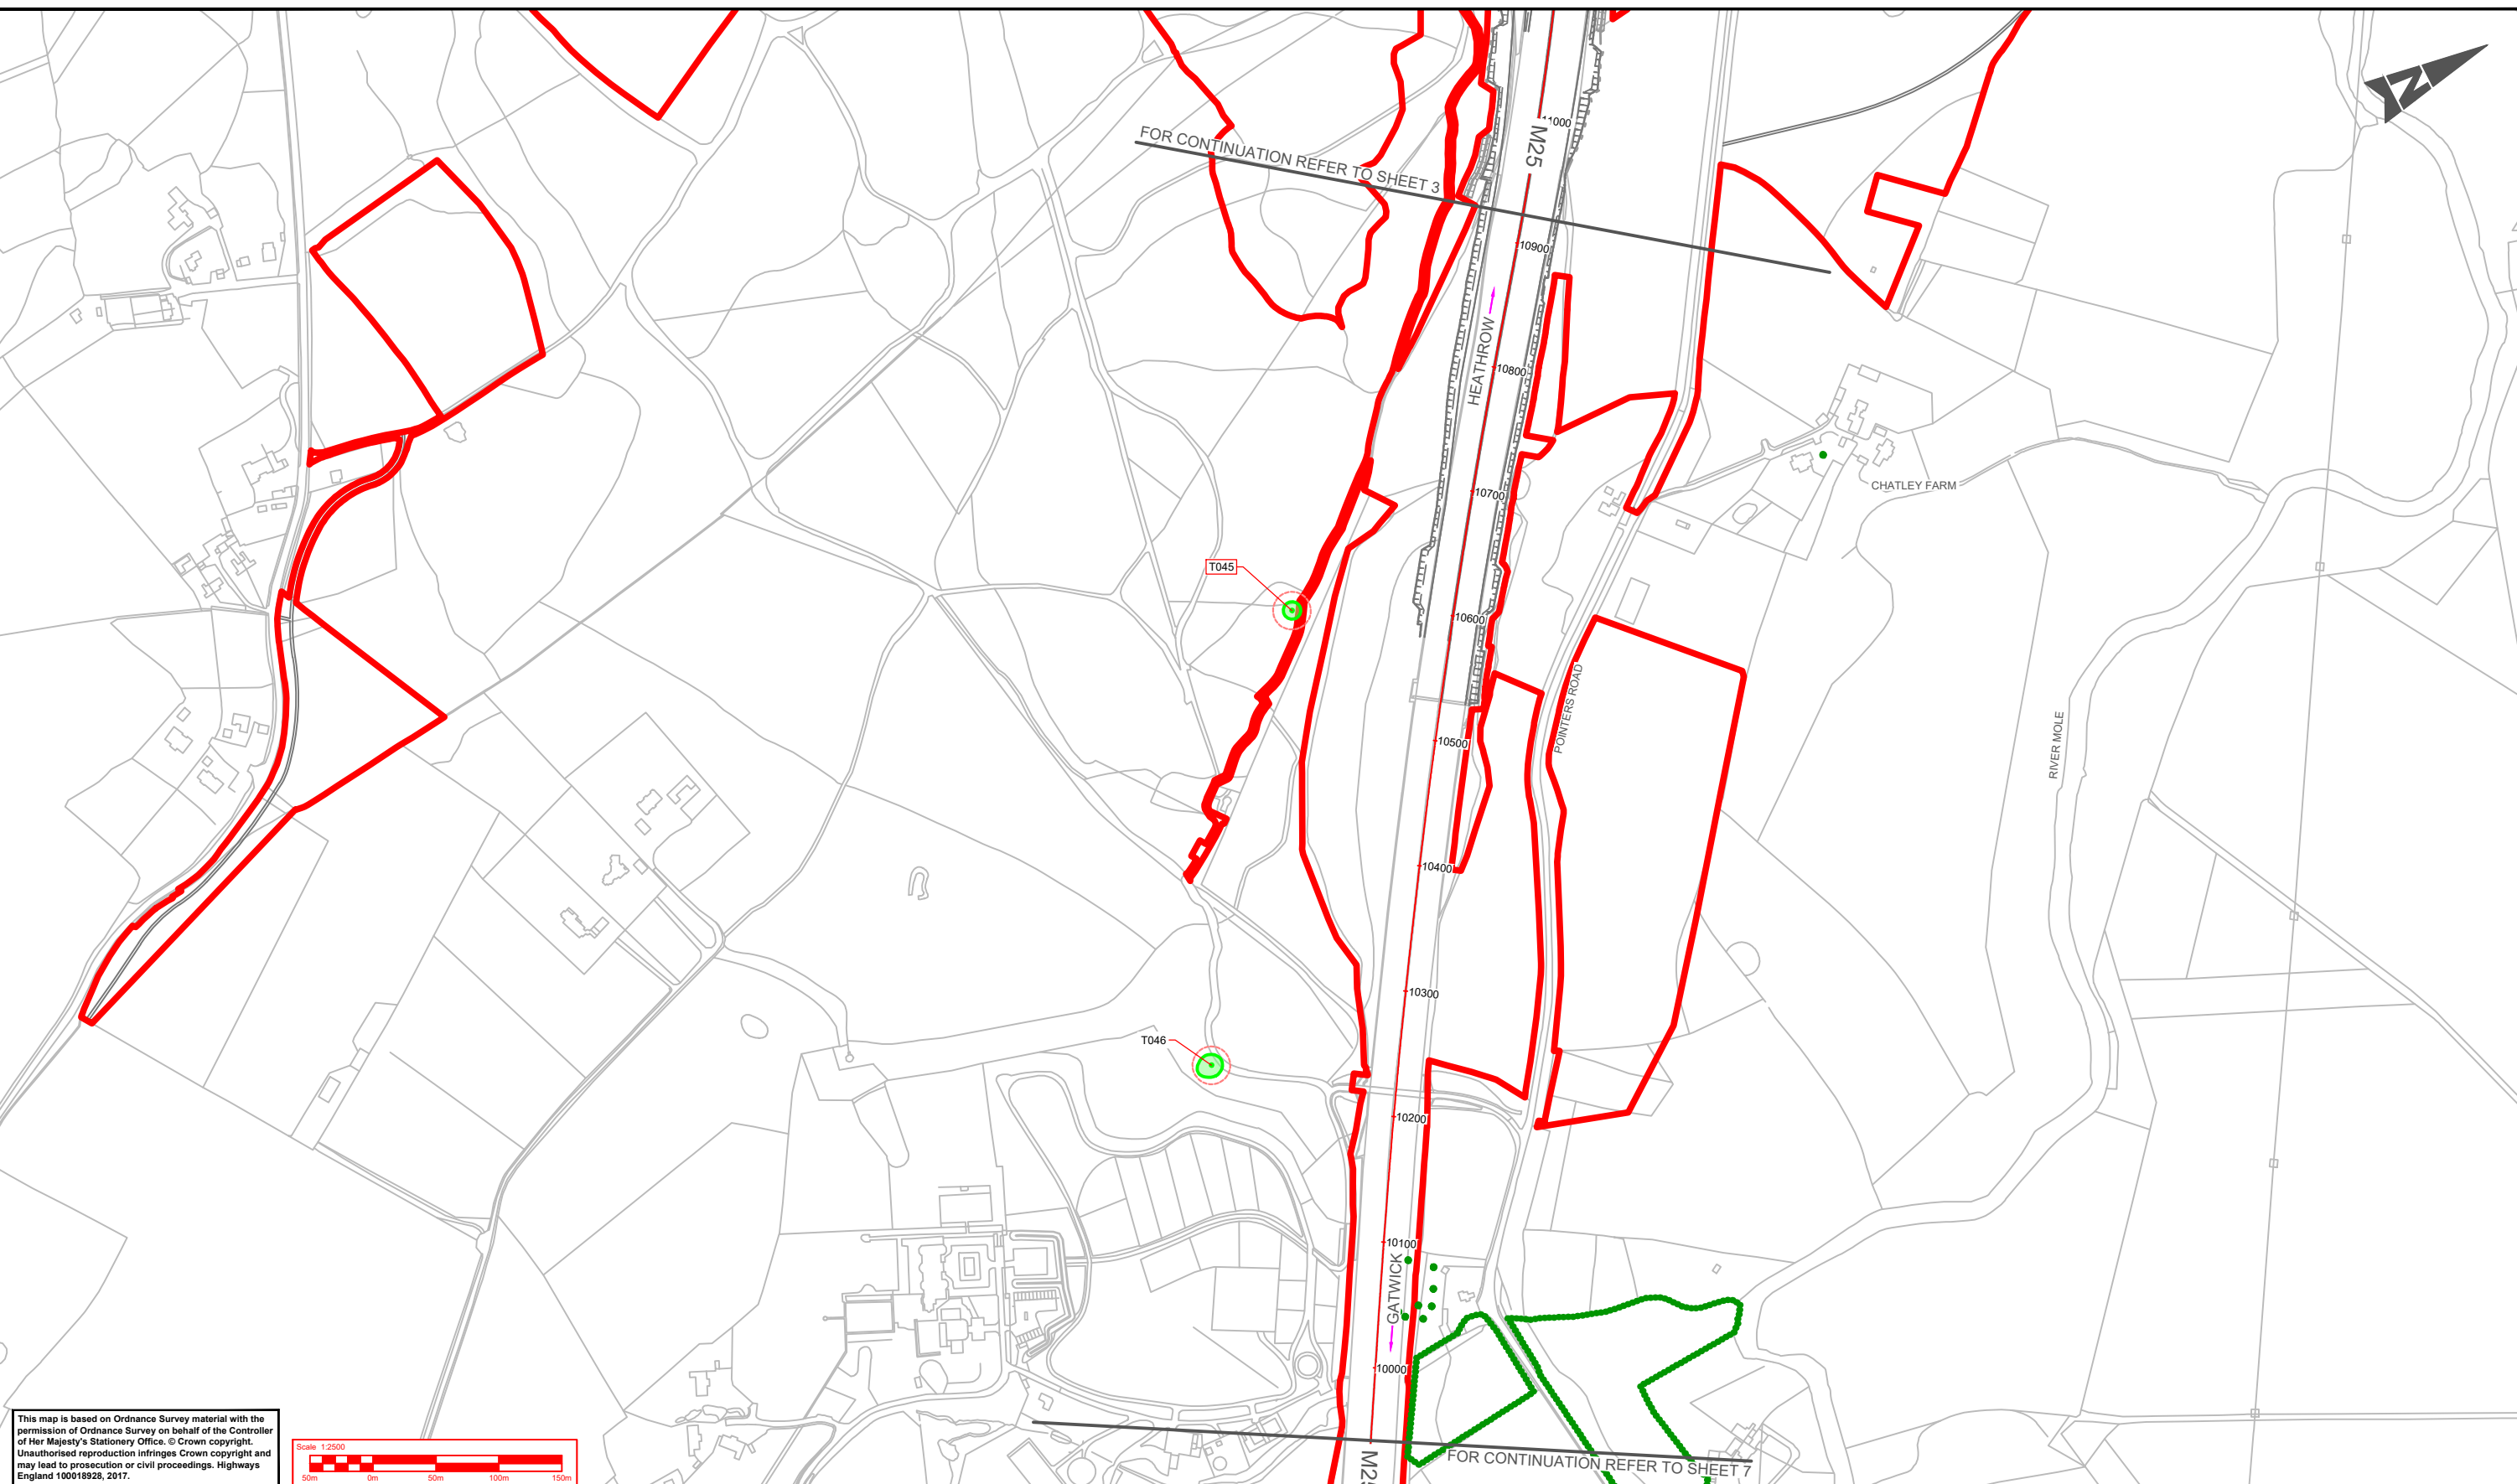 FOR CONTINUATION REFER TO SHEET 3
M25
11000
N
10900
HEATHROW
10800
CHATLEY FARM
10700
T045
10600
POINTERS ROAD
RIVER MOLE
10500
10400
10300
T046
10200
10100
GATWICK
10000
M25
FOR CONTINUATION REFER TO SHEET 7
This map is based on Ordnance Survey material with the
permission of Ordnance Survey on behalf of the Controller
of Her Majesty's Stationery Office. © Crown copyright.
Unauthorised reproduction infringes Crown copyright and
may lead to prosecution or civil proceedings. Highways
England 100018928, 2017.
Scale 1:2500
50m 0m 50m 100m 150m